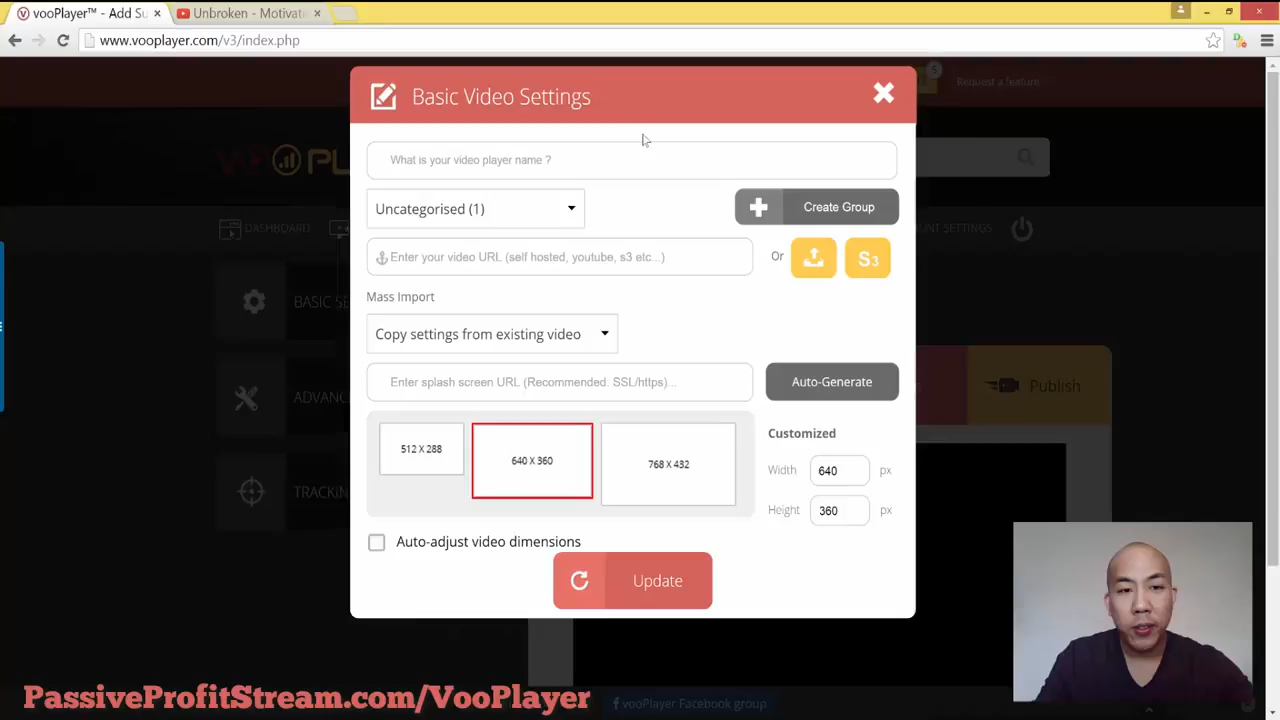 vooPlayer™ - Add Su
Unbroken - Motivati
www.vooplayer.com/v3/index.php
5
Request a feature
Basic Video Settings
What is your video player name ?
Uncategorised (1)
Create Group
Enter your video URL (self hosted, youtube, s3 etc...)
Or
S3
Mass Import
Copy settings from existing video
Enter splash screen URL (Recommended: SSL/https)...
Auto-Generate
512 X 288
640 X 360
768 X 432
Customized
Width
640
px
Height
360
px
Auto-adjust video dimensions
Update
DASHBOARD
UNT SETTINGS
BASIC SE
ADVANC
TRACKIN
Publish
PassiveProfitStream.com/VooPlayer
vooPlayer Facebook group